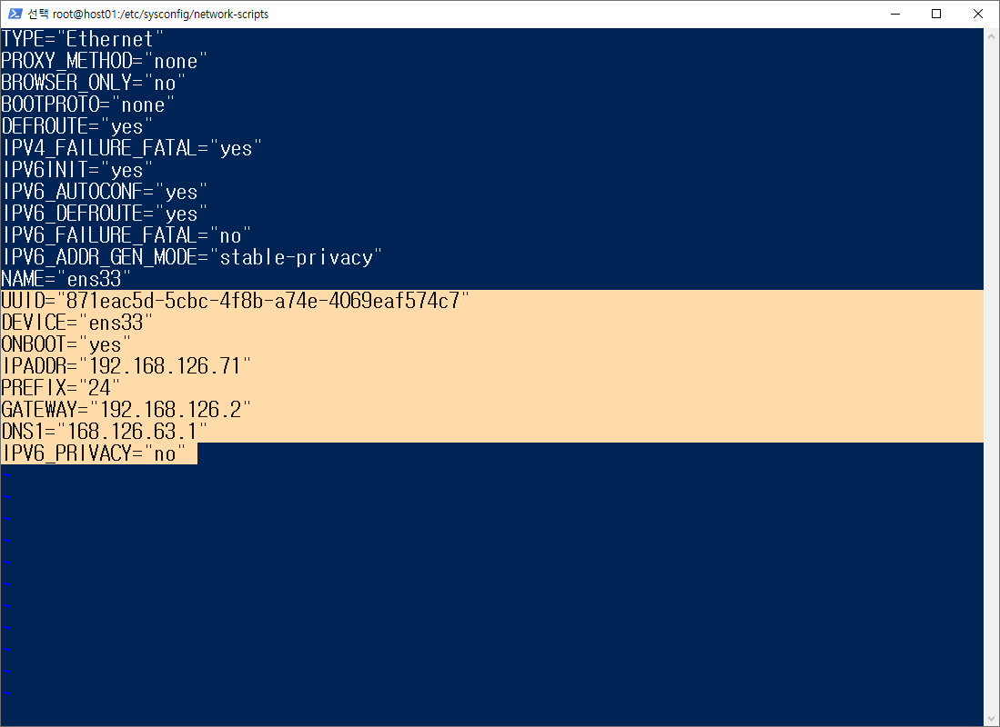 선택 root@host01:/etc/sysconfig/network-scripts
TYPE="Ethernet"
PROXY_METHOD="none"
BROWSER_ONLY="no"
BOOTPROTO="none"
DEFROUTE="yes"
IPV4_FAILURE_FATAL="yes"
IPV6INIT="yes"
IPV6_AUTOCONF="yes"
IPV6_DEFROUTE="yes"
IPV6_FAILURE_FATAL="no"
IPV6_ADDR_GEN_MODE="stable-privacy"
NAME="ens33"
UUID="871eac5d-5cbc-4f8b-a74e-4069eaf574c7"
DEVICE="ens33"
ONBOOT="yes"
IPADDR="192.168.126.71"
PREFIX="24"
GATEWAY="192.168.126.2"
DNS1="168.126.63.1"
IPV6_PRIVACY="no"
~
~
~
~
~
~
~
~
~
~
~